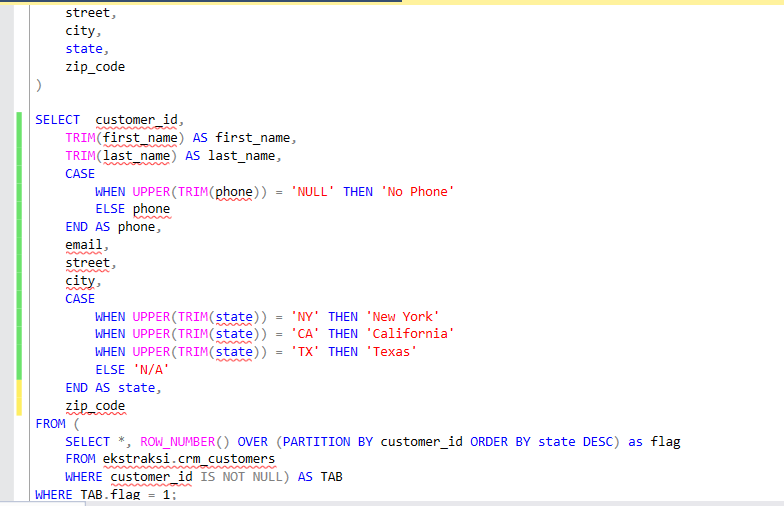 street,
city,
state,
zip_code
)
SELECT  customer_id,
TRIM(first_name) AS first_name,
TRIM(last_name) AS last_name,
CASE
WHEN UPPER(TRIM(phone)) = 'NULL' THEN 'No Phone'
ELSE phone
END AS phone,
email,
street,
city,
CASE
WHEN UPPER(TRIM(state)) = 'NY' THEN 'New York'
WHEN UPPER(TRIM(state)) = 'CA' THEN 'California'
WHEN UPPER(TRIM(state)) = 'TX' THEN 'Texas'
ELSE 'N/A'
END AS state,
zip_code
FROM (
SELECT *, ROW_NUMBER() OVER (PARTITION BY customer_id ORDER BY state DESC) as flag
FROM ekstraksi.crm_customers
WHERE customer_id IS NOT NULL) AS TAB
WHERE TAB.flag = 1;